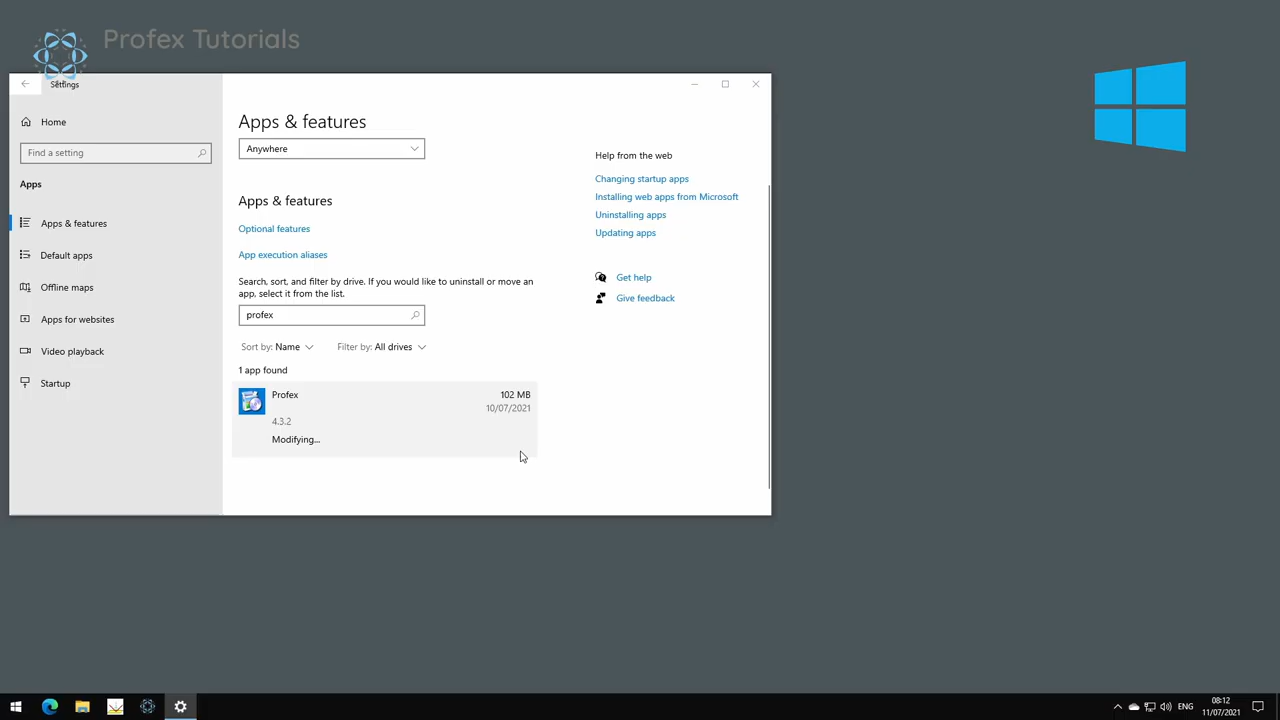 Profex Tutorials
Settings
Home
Find a setting
Apps
Apps & features
Default apps
Offline maps
Apps for websites
Video playback
Startup
Apps & features
Anywhere
Apps & features
Optional features
App execution aliases
Search, sort, and filter by drive. If you would like to uninstall or move an
app, select it from the list.
profex
Sort by: Name
Filter by: All drives
1 app found
Profex
102 MB
10/07/2021
4.3.2
Modifying...
Help from the web
Changing startup apps
Installing web apps from Microsoft
Uninstalling apps
Updating apps
Get help
Give feedback
ENG
08:12
11/07/2021